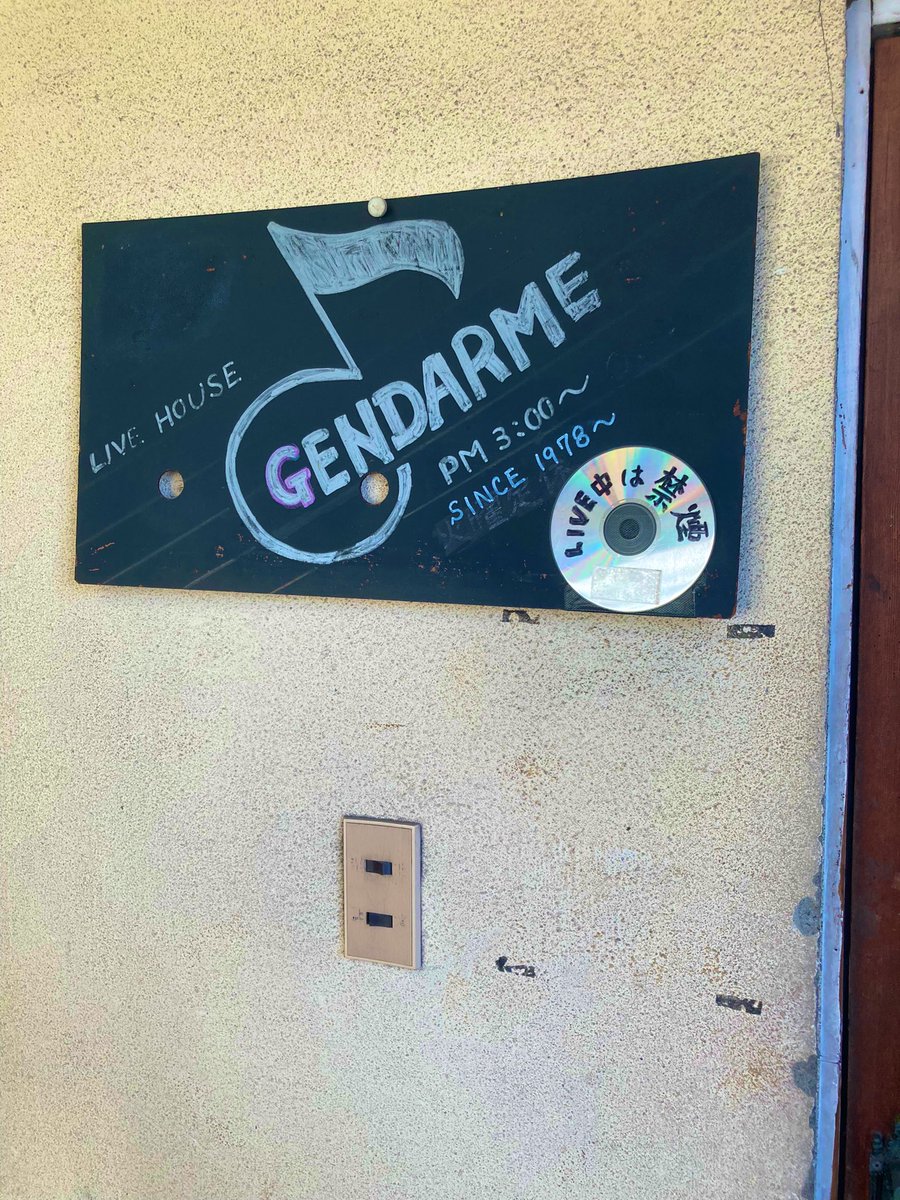 LIVE HOUSE
GENDARME
PM 3:00~
SINCE 1978~
LIVE中は禁煙